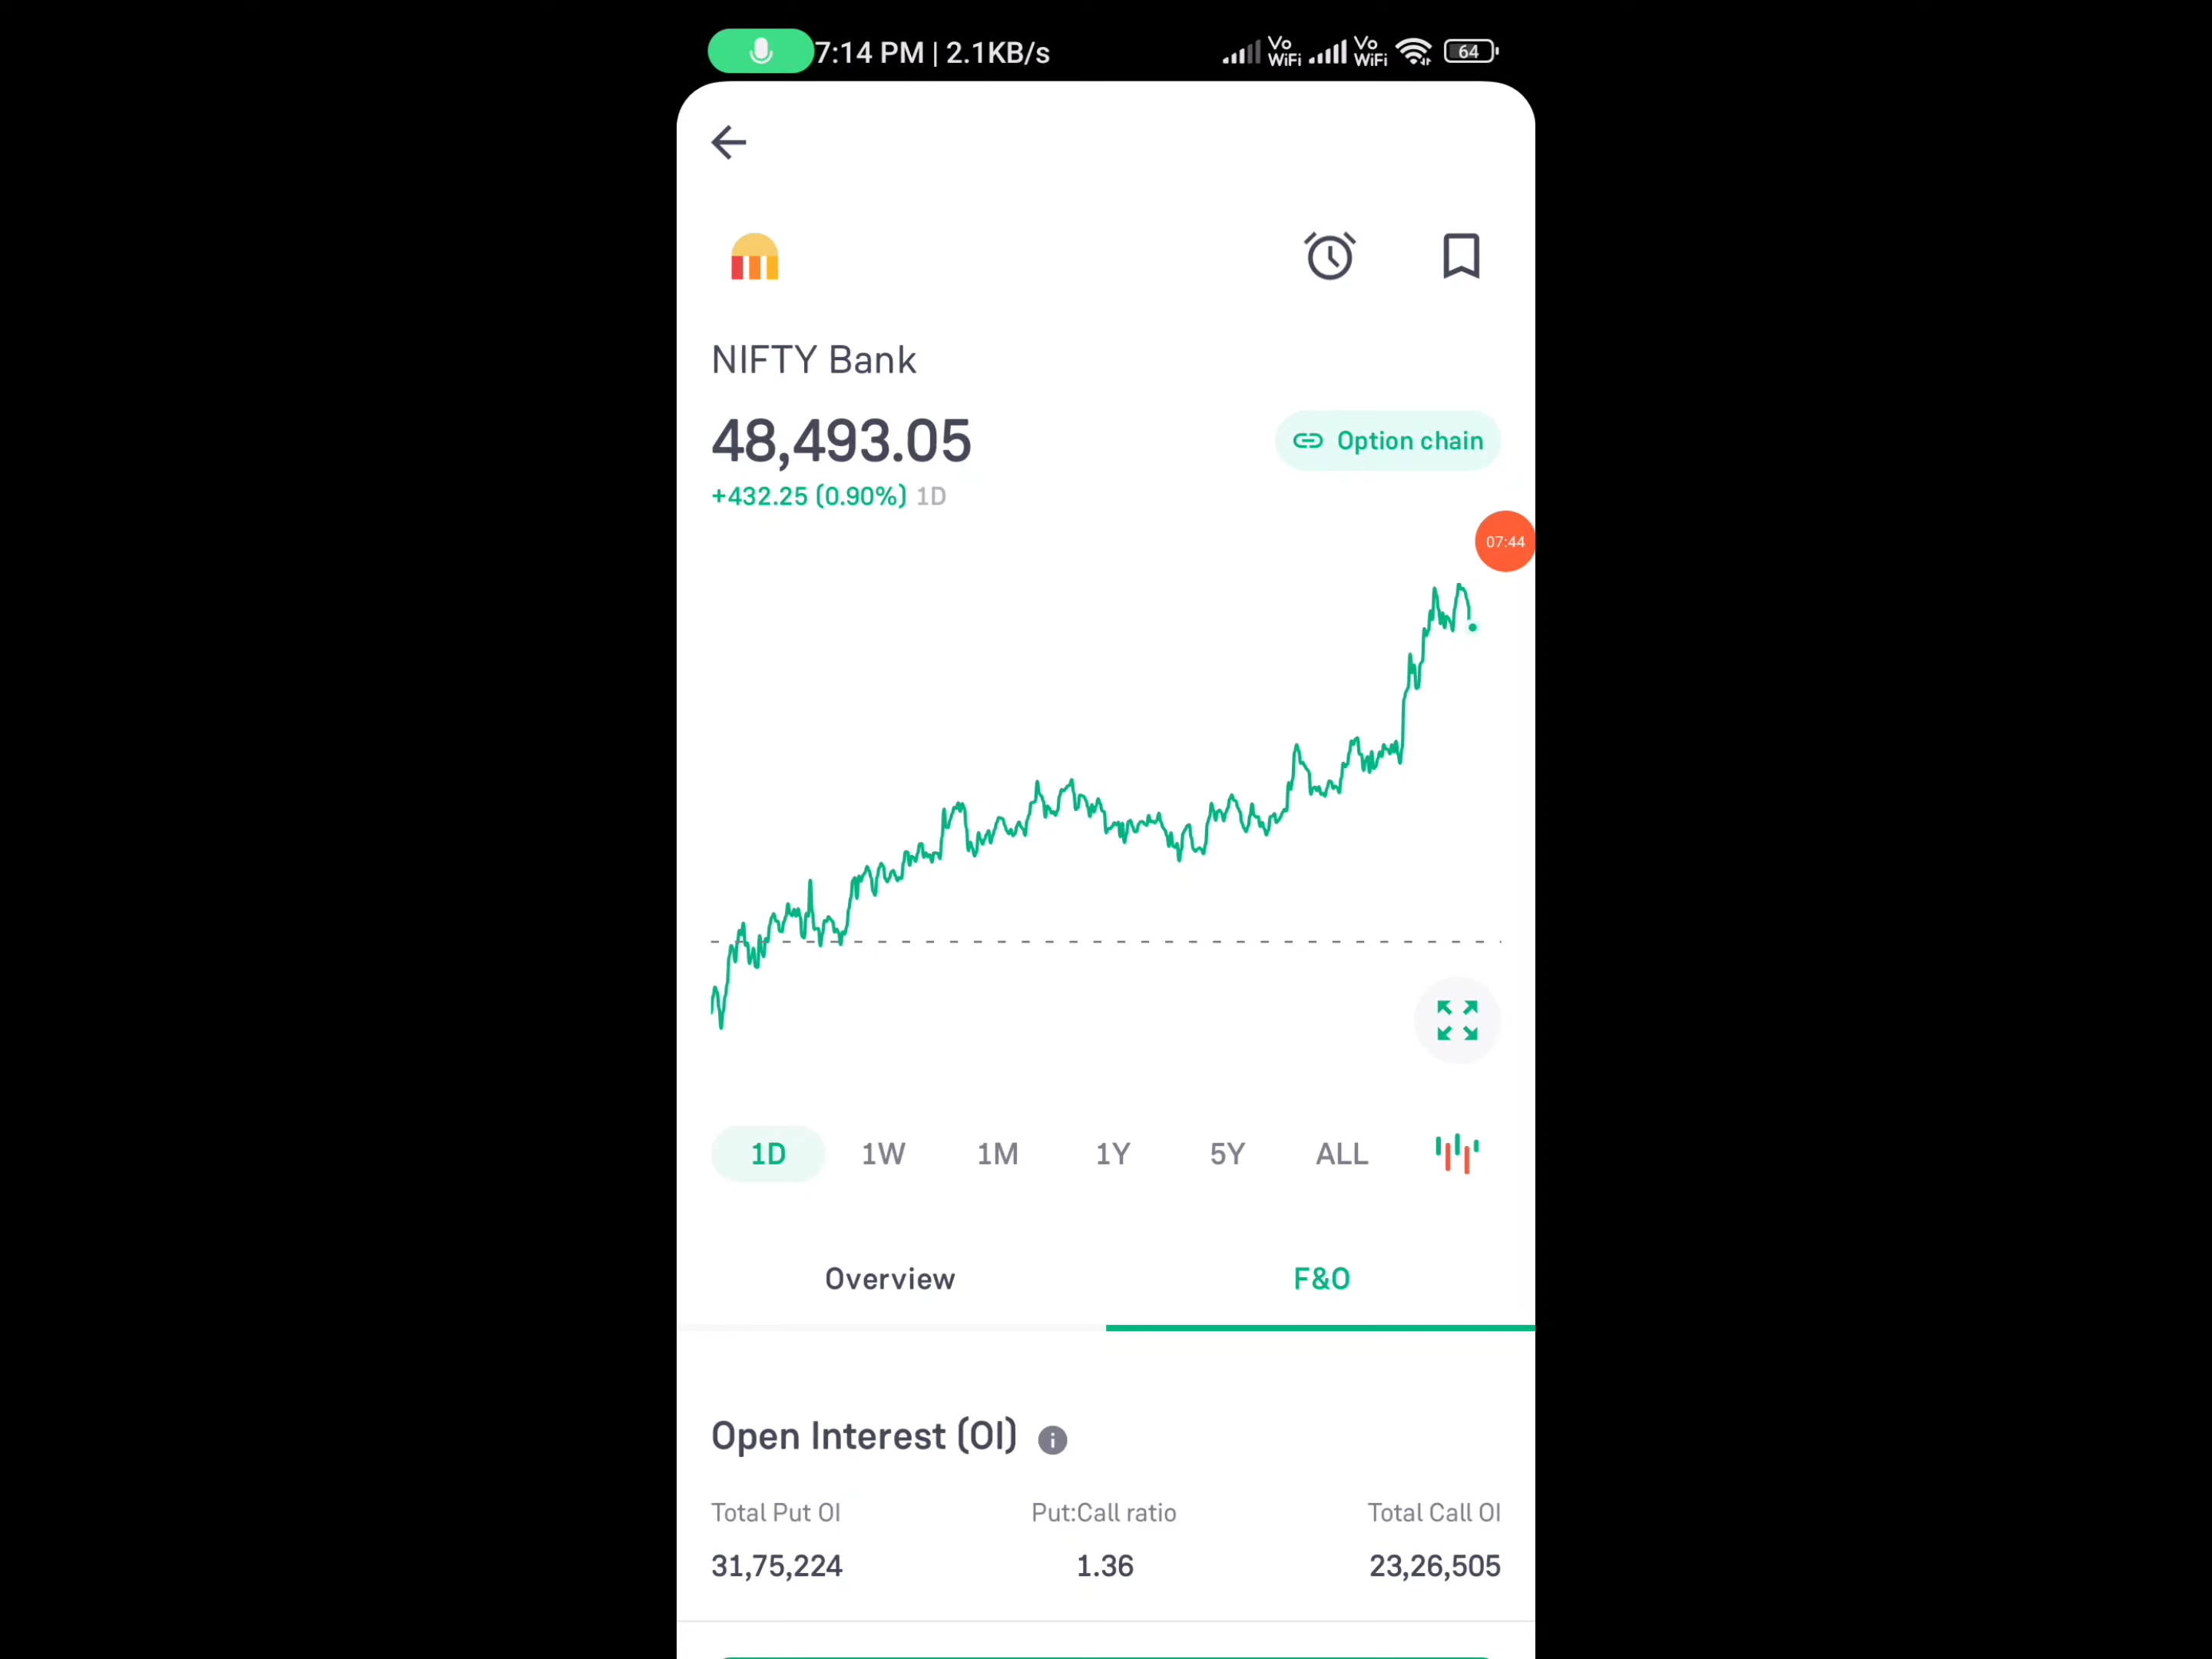 7:14 PM | 2.1KB/s Vo WiFi Vo WiFi 64
NIFTY Bank
48,493.05
Option chain
+432.25 (0.90%) 1D
07:44
1D 1W 1M 1Y 5Y ALL
Overview F&O
Open Interest (OI) i
Total Put OI Put:Call ratio Total Call OI
31,75,224 1.36 23,26,505